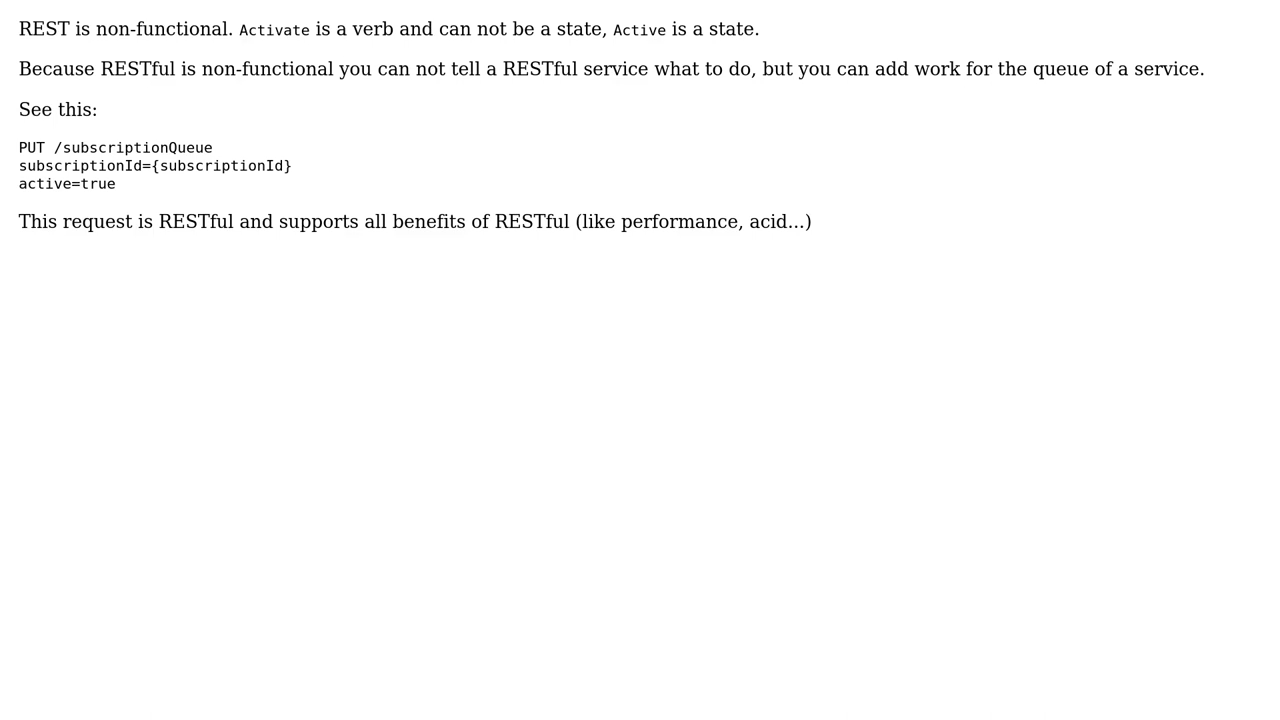 REST is non-functional. Activate is a verb and can not be a state, Active is a state.
Because RESTful is non-functional you can not tell a RESTful service what to do, but you can add work for the queue of a service.
See this:
PUT /subscriptionQueue
subscriptionId={subscriptionId}
active=true
This request is RESTful and supports all benefits of RESTful (like performance, acid...)